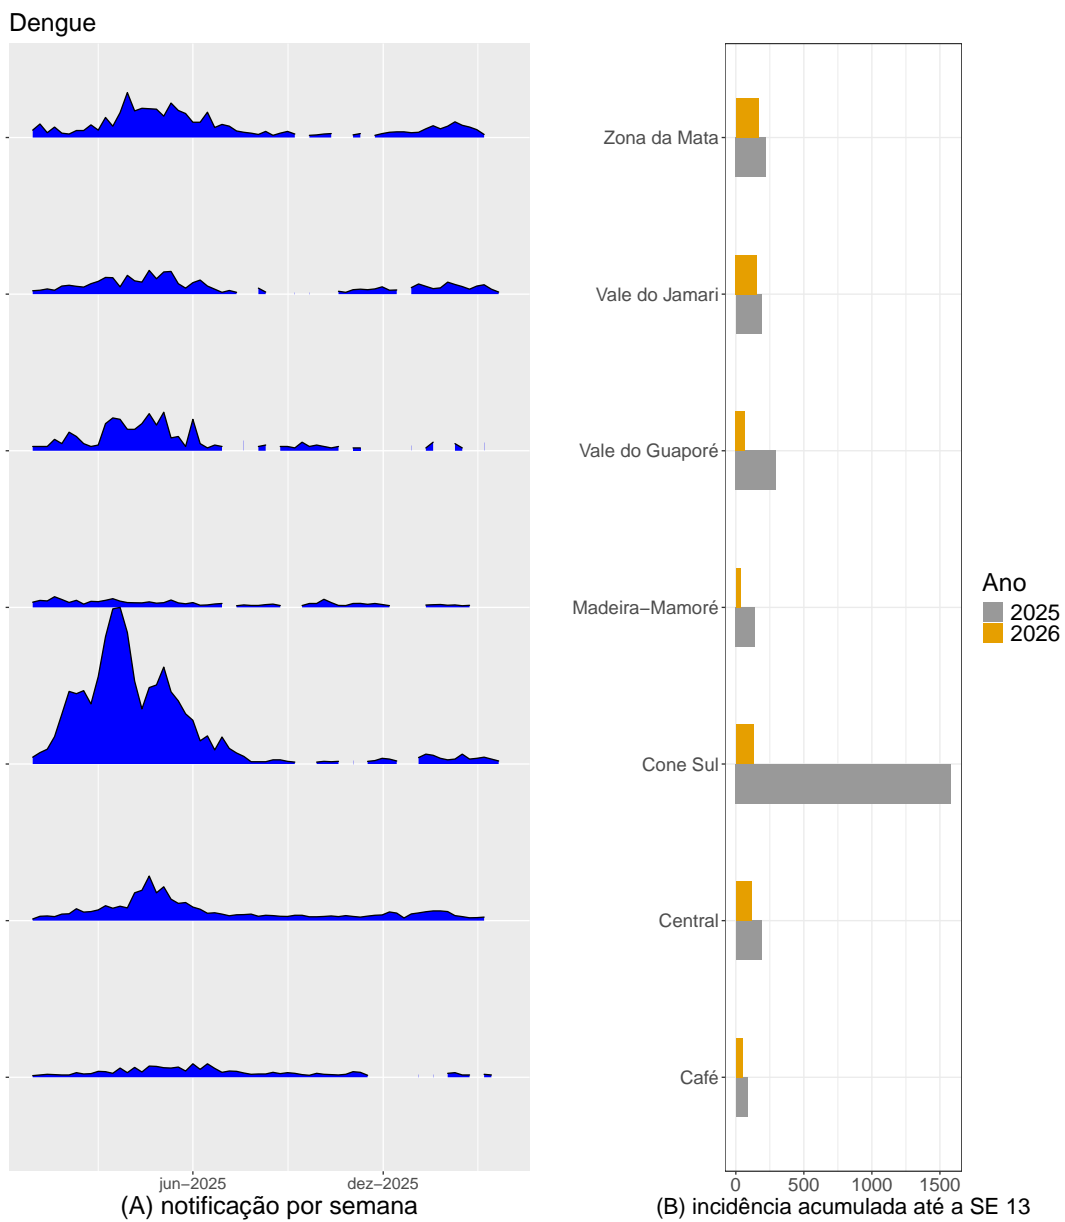 Dengue
Zona da Mata
Vale do Jamari
Vale do Guaporé
Madeira−Mamoré
Cone Sul
Central
Café
Ano
2025
2026
jun−2025 dez−2025
0 500 1000 1500
(A) notificação por semana
(B) incidência acumulada até a SE 13